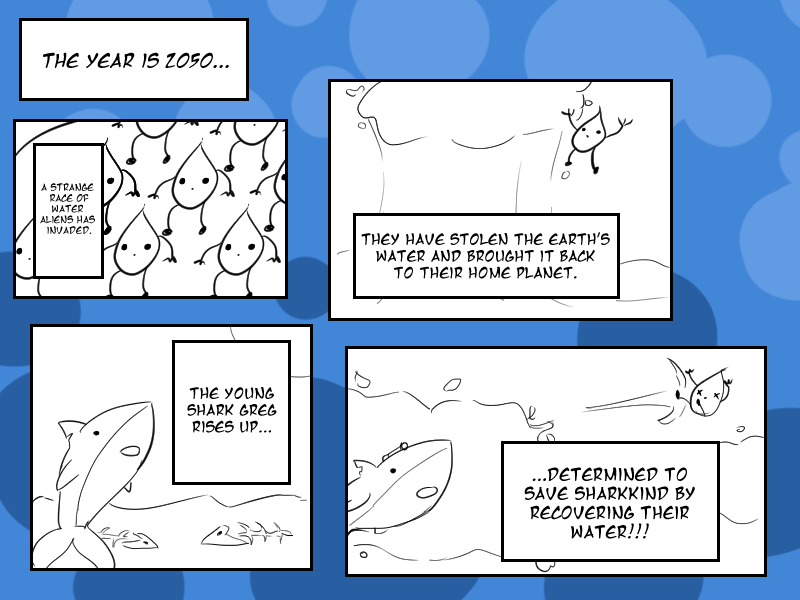 THE YEAR IS 2050...
A STRANGE
RACE OF
WATER
ALIENS HAS
INVADED.
THEY HAVE STOLEN THE EARTH'S
WATER AND BROUGHT IT BACK
TO THEIR HOME PLANET.
THE YOUNG
SHARK GREG
RISES UP...
...DETERMINED TO
SAVE SHARKKIND BY
RECOVERING THEIR
WATER!!!